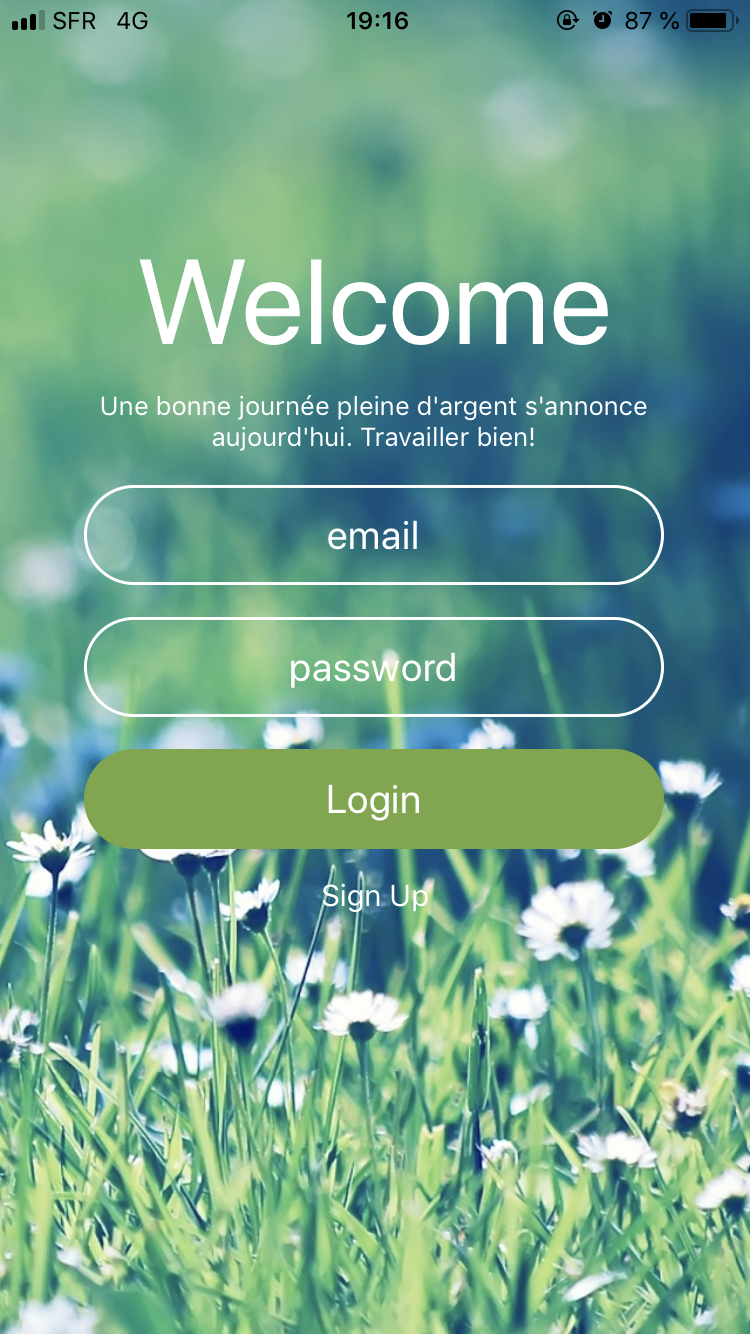 SFR 4G 19:16 87 %
Welcome
Une bonne journée pleine d'argent s'annonce
aujourd'hui. Travailler bien!
email
password
Login
Sign Up